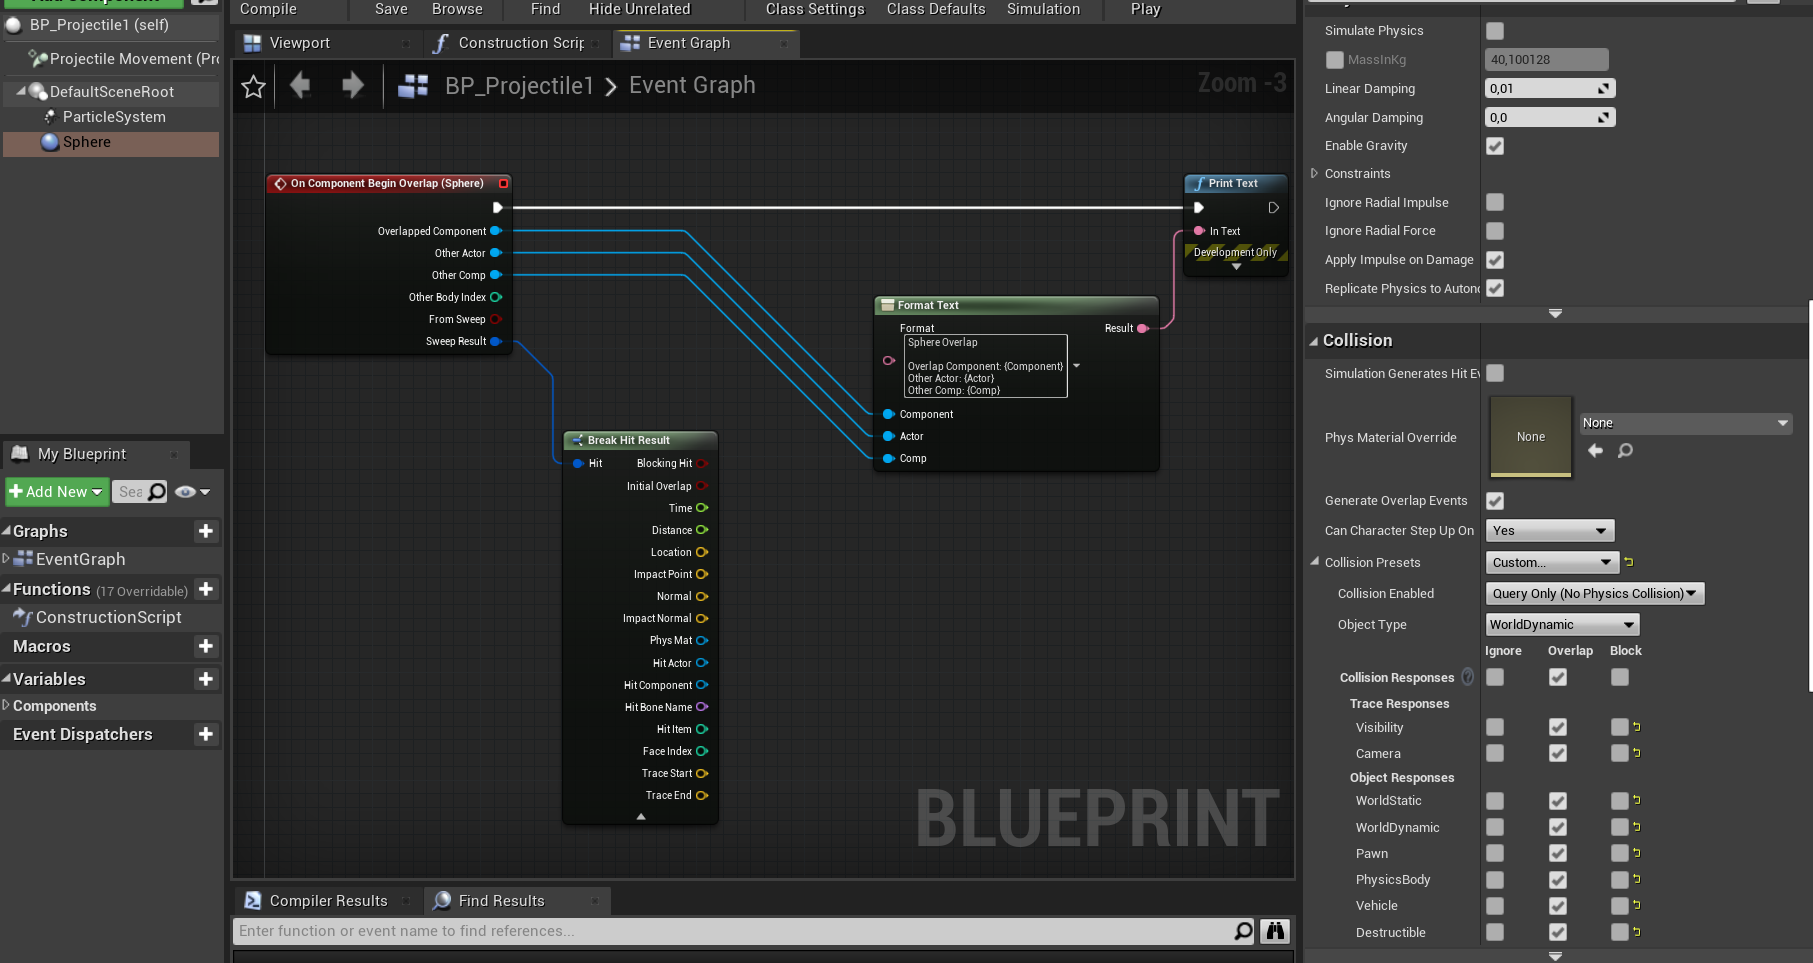 Compile
Save
Browse
Find
Hide Unrelated
Class Settings
Class Defaults
Simulation
Play
BP_Projectile1 (self)
Projectile Movement (Pro
DefaultSceneRoot
ParticleSystem
Sphere
My Blueprint
Add New
Sea
Graphs
EventGraph
Functions (17 Overridable)
ConstructionScript
Macros
Variables
Components
Event Dispatchers
Viewport
Construction Scrip
Event Graph
BP_Projectile1 > Event Graph
Zoom -3
On Component Begin Overlap (Sphere)
Overlapped Component
Other Actor
Other Comp
Other Body Index
From Sweep
Sweep Result
Break Hit Result
Hit
Blocking Hit
Initial Overlap
Time
Distance
Location
Impact Point
Normal
Impact Normal
Phys Mat
Hit Actor
Hit Component
Hit Bone Name
Hit Item
Face Index
Trace Start
Trace End
Format Text
Format
Result
Sphere Overlap
Overlap Component: {Component}
Other Actor: {Actor}
Other Comp: {Comp}
Component
Actor
Comp
Print Text
In Text
Development Only
BLUEPRINT
Compiler Results
Find Results
Enter function or event name to find references...
Simulate Physics
MassInKg
40,100128
Linear Damping
0,01
Angular Damping
0,0
Enable Gravity
Constraints
Ignore Radial Impulse
Ignore Radial Force
Apply Impulse on Damage
Replicate Physics to Auton
Collision
Simulation Generates Hit Ev
Phys Material Override
None
None
Generate Overlap Events
Can Character Step Up On
Yes
Collision Presets
Custom...
Collision Enabled
Query Only (No Physics Collision)
Object Type
WorldDynamic
Ignore
Overlap
Block
Collision Responses
Trace Responses
Visibility
Camera
Object Responses
WorldStatic
WorldDynamic
Pawn
PhysicsBody
Vehicle
Destructible